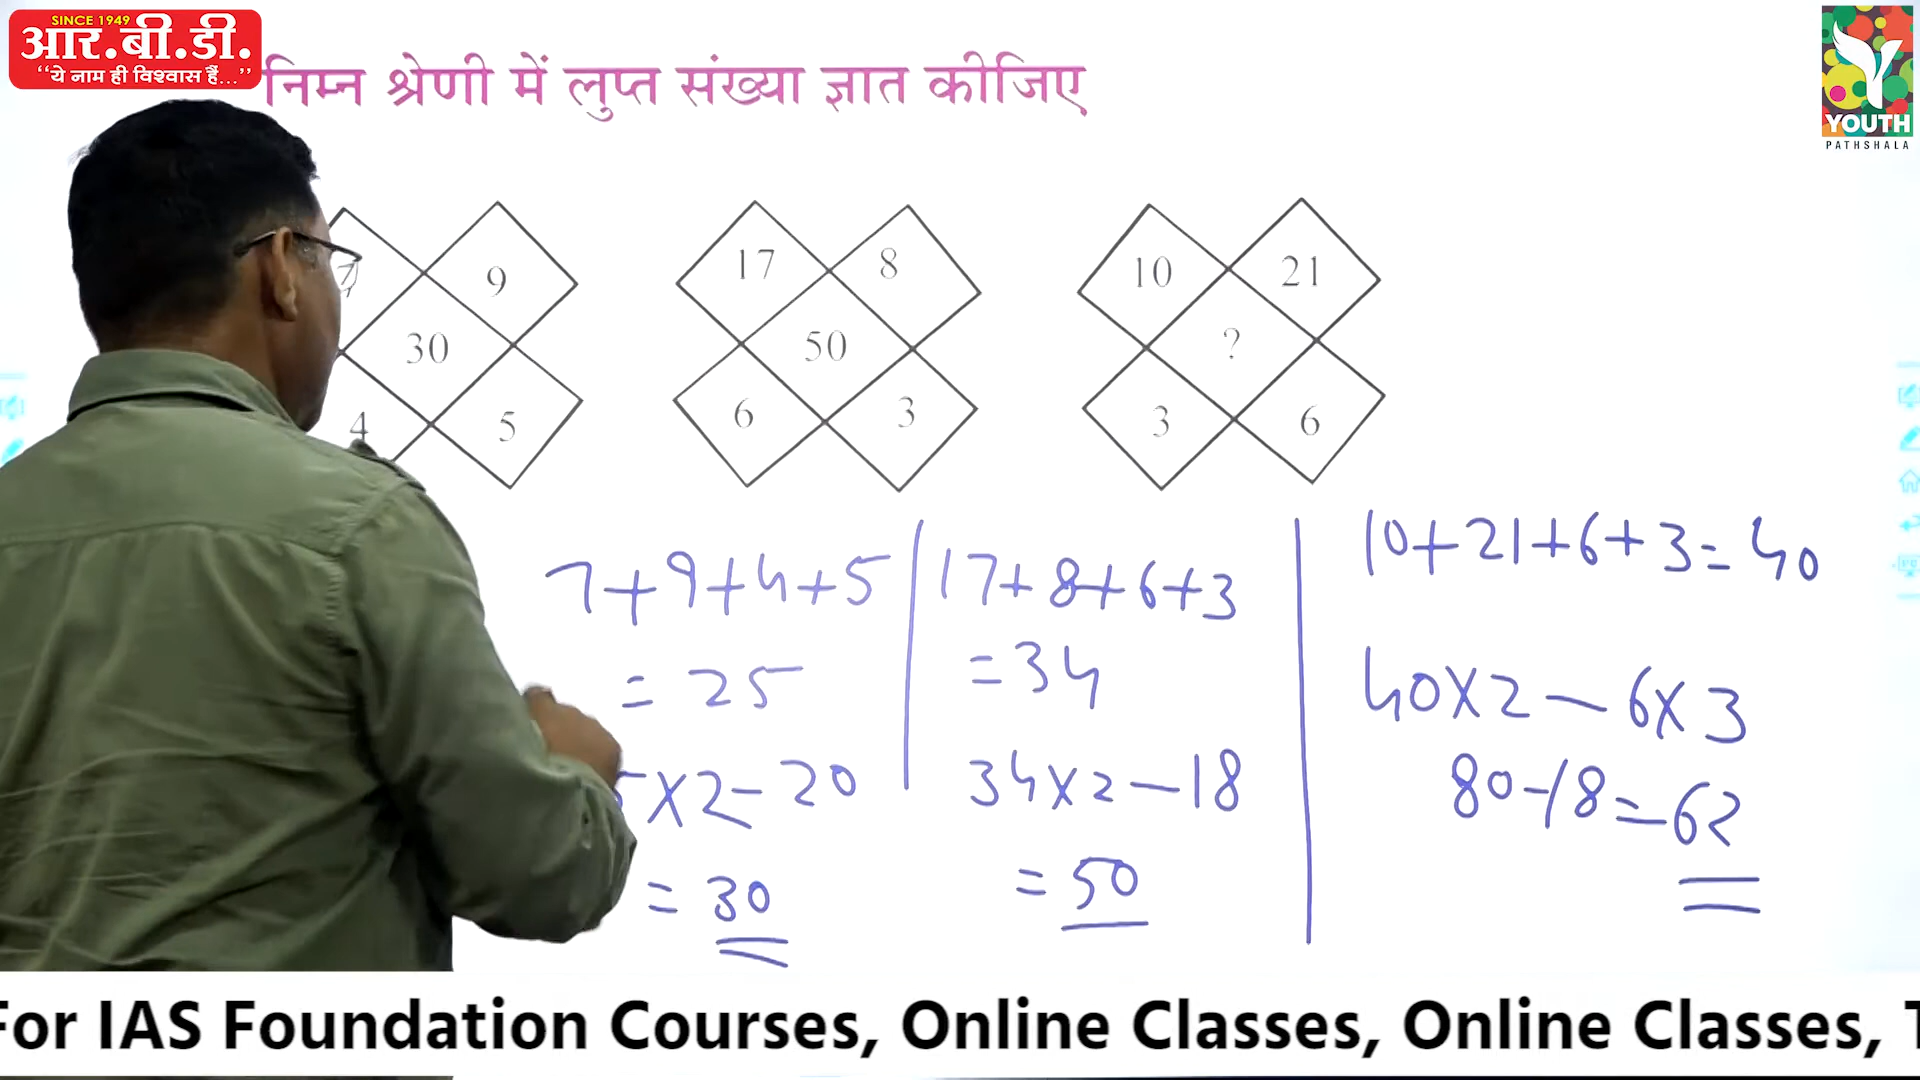 SINCE 1949
आर.बी.डी.
“ये नाम ही विश्वास हैं...”
निम्न श्रेणी में लुप्त संख्या ज्ञात कीजिए
YOUTH
PATHSHALA
7 9
30
4 5
17 8
50
6 3
10 21
?
3 6
7+9+4+5
= 25
5x2-20
= 30
17+8+6+3
=34
34x2-18
= 50
10+21+6+3=40
40x2-6x3
80-18=62
For IAS Foundation Courses, Online Classes, Online Classes, T